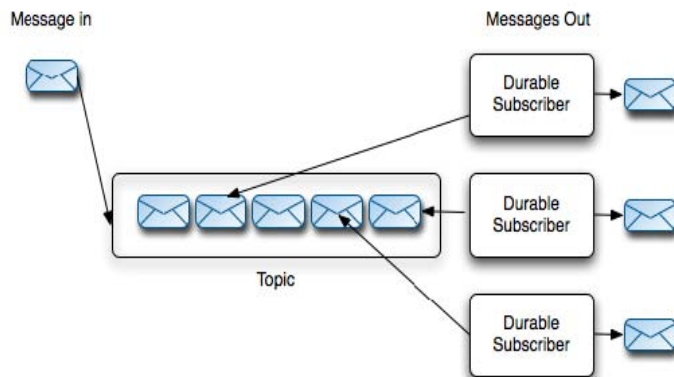 Message in
Messages Out
Durable
Subscriber
Topic
Durable
Subscriber
Durable
Subscriber